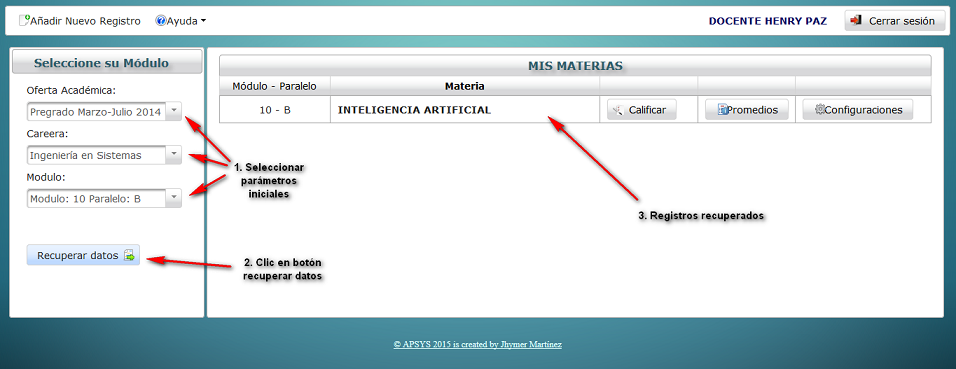 Añadir Nuevo Registro
Ayuda
DOCENTE HENRY PAZ
Cerrar sesión
Seleccione su Módulo
Oferta Académica:
Pregrado Marzo-Julio 2014
Careera:
Ingeniería en Sistemas
Modulo:
Modulo: 10 Paralelo: B
Recuperar datos
1. Seleccionar
parámetros
iniciales
2. Clic en botón
recuperar datos
MIS MATERIAS
Módulo - Paralelo Materia
10 - B INTELIGENCIA ARTIFICIAL Calificar Promedios Configuraciones
3. Registros recuperados
© APSYS 2015 is created by Jhymer Martínez